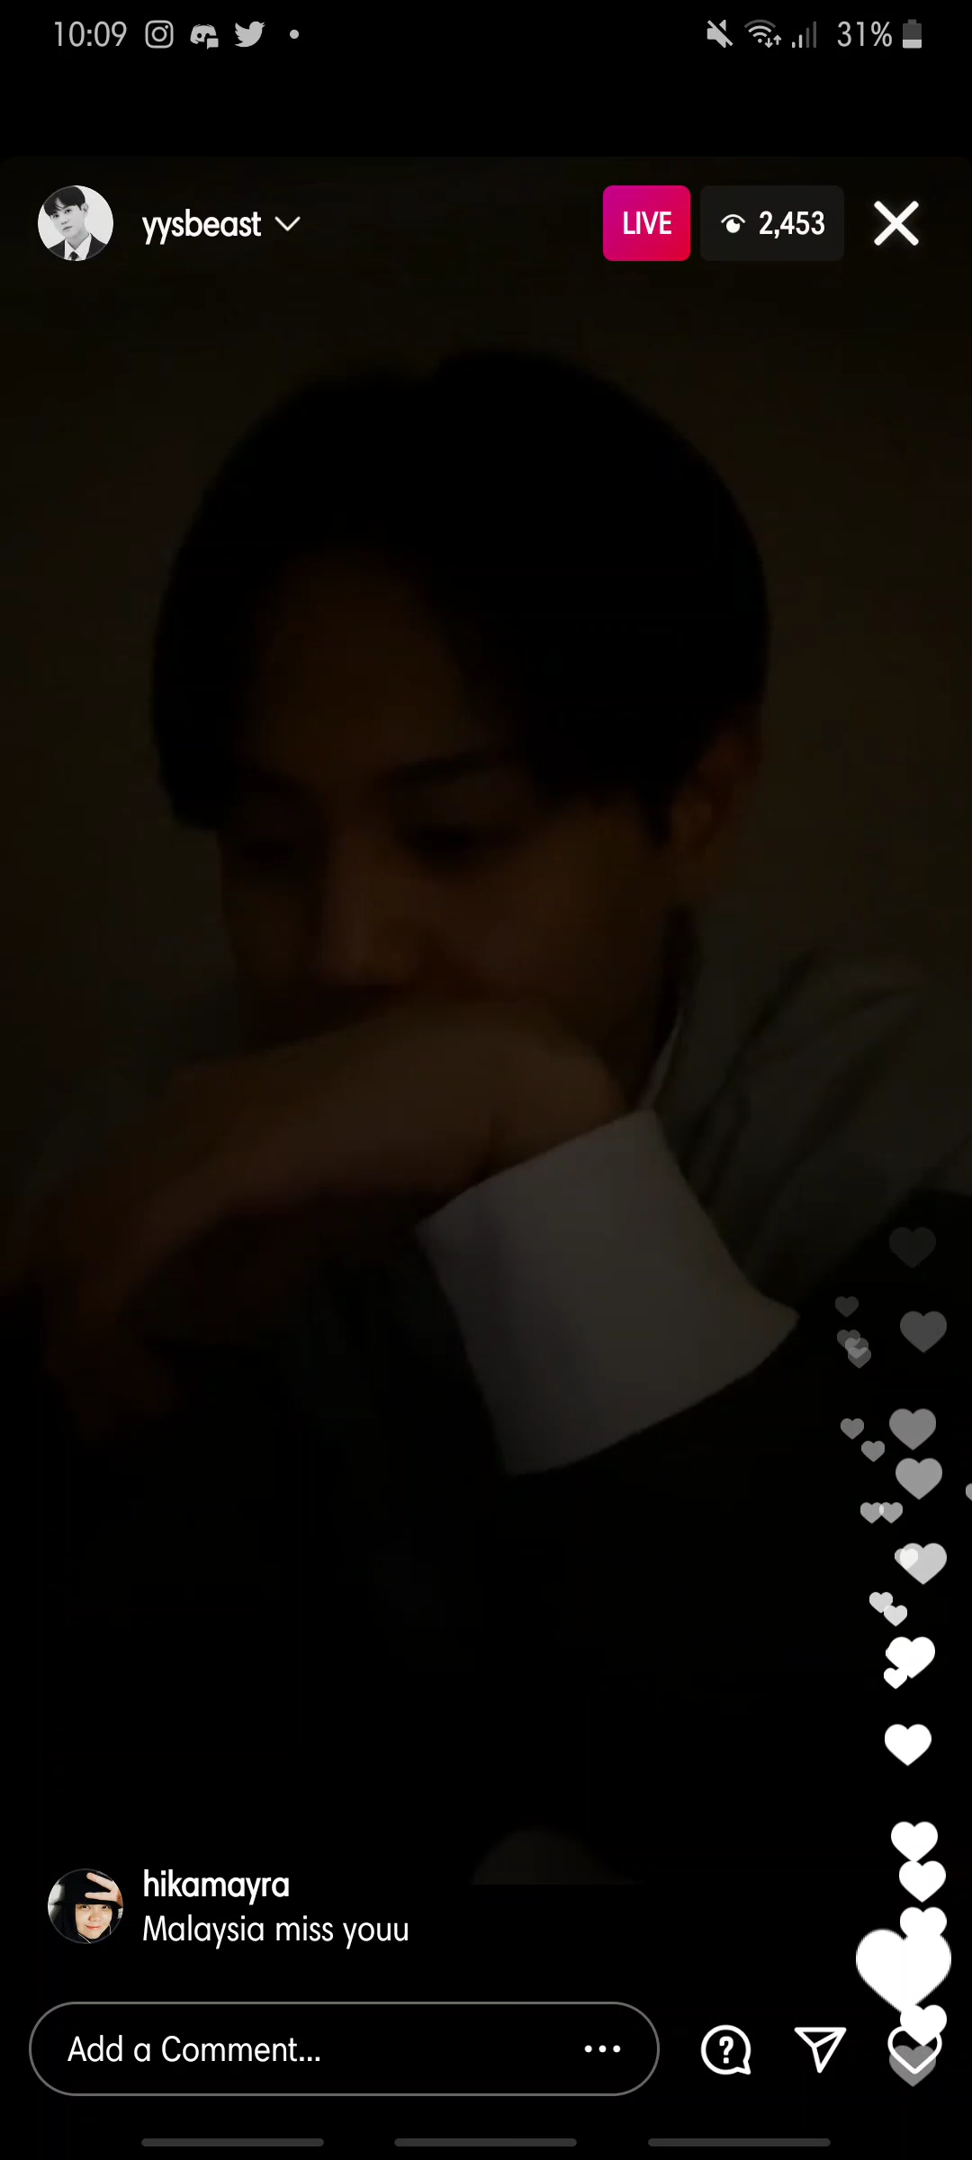 10:09
31%
yysbeast
LIVE
2,453
hikamayra
Malaysia miss youu
Add a Comment...